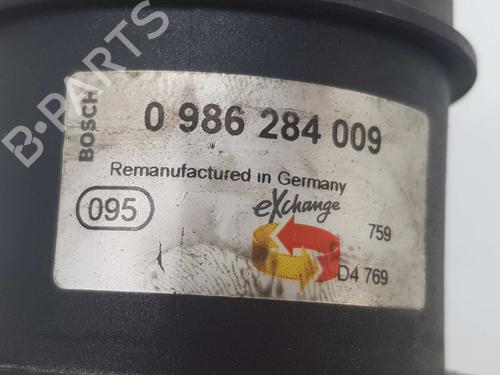 B-PARTS
BOSCH
0 986 284 009
Remanufactured in Germany
095
eXchange
759
D4 769